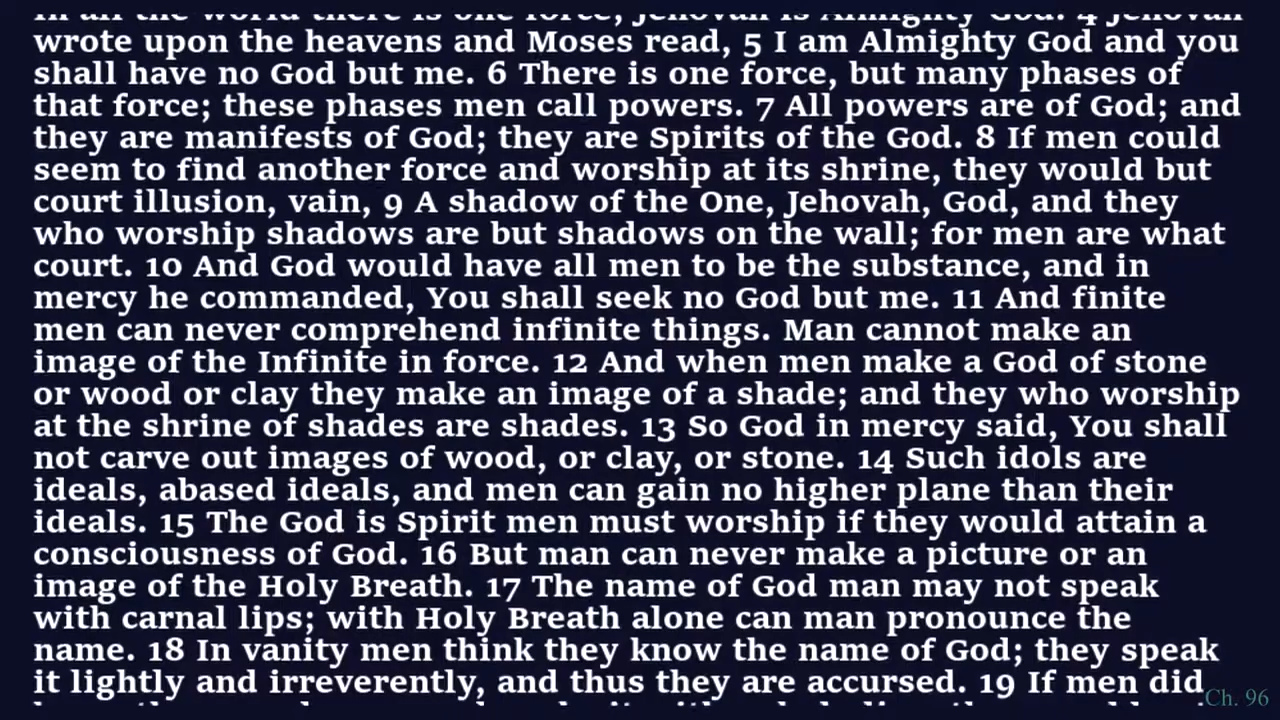 in all the world there is one force, Jehovah is Almighty God. 4 Jehovah
wrote upon the heavens and Moses read, 5 I am Almighty God and you
shall have no God but me. 6 There is one force, but many phases of
that force; these phases men call powers. 7 All powers are of God; and
they are manifests of God; they are Spirits of the God. 8 If men could
seem to find another force and worship at its shrine, they would but
court illusion, vain, 9 A shadow of the One, Jehovah, God, and they
who worship shadows are but shadows on the wall; for men are what
court. 10 And God would have all men to be the substance, and in
mercy he commanded, You shall seek no God but me. 11 And finite
men can never comprehend infinite things. Man cannot make an
image of the Infinite in force. 12 And when men make a God of stone
or wood or clay they make an image of a shade; and they who worship
at the shrine of shades are shades. 13 So God in mercy said, You shall
not carve out images of wood, or clay, or stone. 14 Such idols are
ideals, abased ideals, and men can gain no higher plane than their
ideals. 15 The God is Spirit men must worship if they would attain a
consciousness of God. 16 But man can never make a picture or an
image of the Holy Breath. 17 The name of God man may not speak
with carnal lips; with Holy Breath alone can man pronounce the
name. 18 In vanity men think they know the name of God; they speak
it lightly and irreverently, and thus they are accursed. 19 If men did
Ch. 96